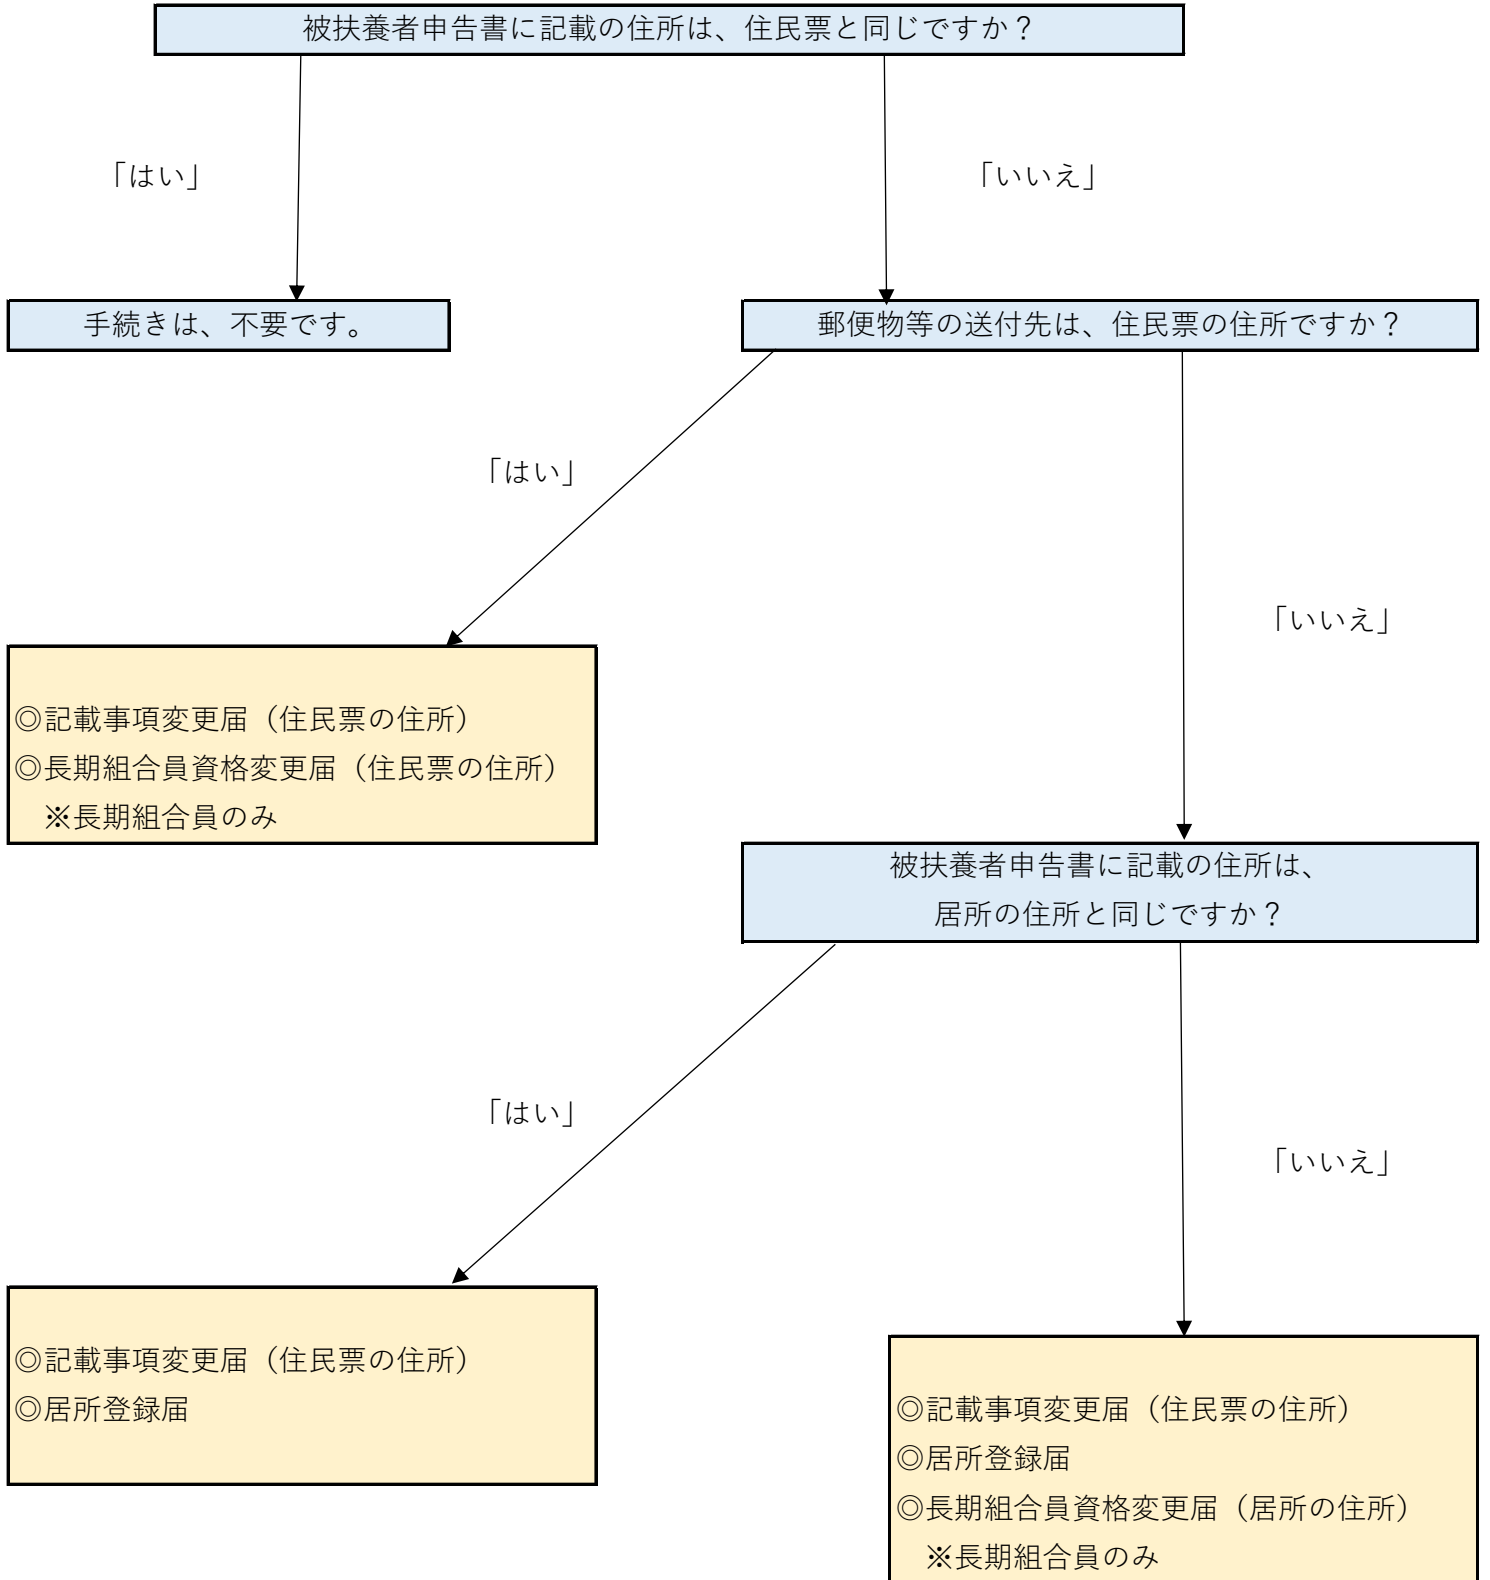 被扶養者申告書に記載の住所は、住民票と同じですか？
「はい」
「いいえ」
手続きは、不要です。
郵便物等の送付先は、住民票の住所ですか？
「はい」
「いいえ」
◎記載事項変更届（住民票の住所）
◎長期組合員資格変更届（住民票の住所）
※長期組合員のみ
被扶養者申告書に記載の住所は、
居所の住所と同じですか？
「はい」
「いいえ」
◎記載事項変更届（住民票の住所）
◎居所登録届
◎記載事項変更届（住民票の住所）
◎居所登録届
◎長期組合員資格変更届（居所の住所）
※長期組合員のみ